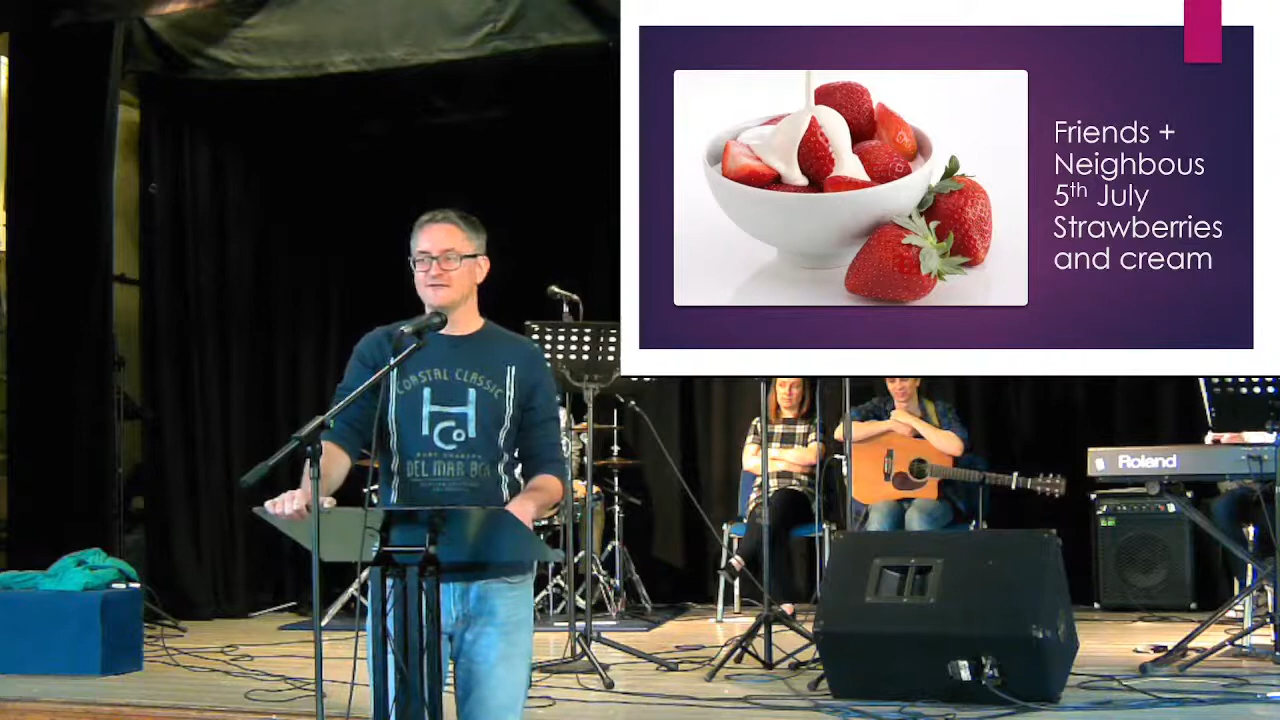 Friends +
Neighbous
5th July
Strawberries
and cream
COASTAL CLASSIC
H
Co
DEL MAR
Roland